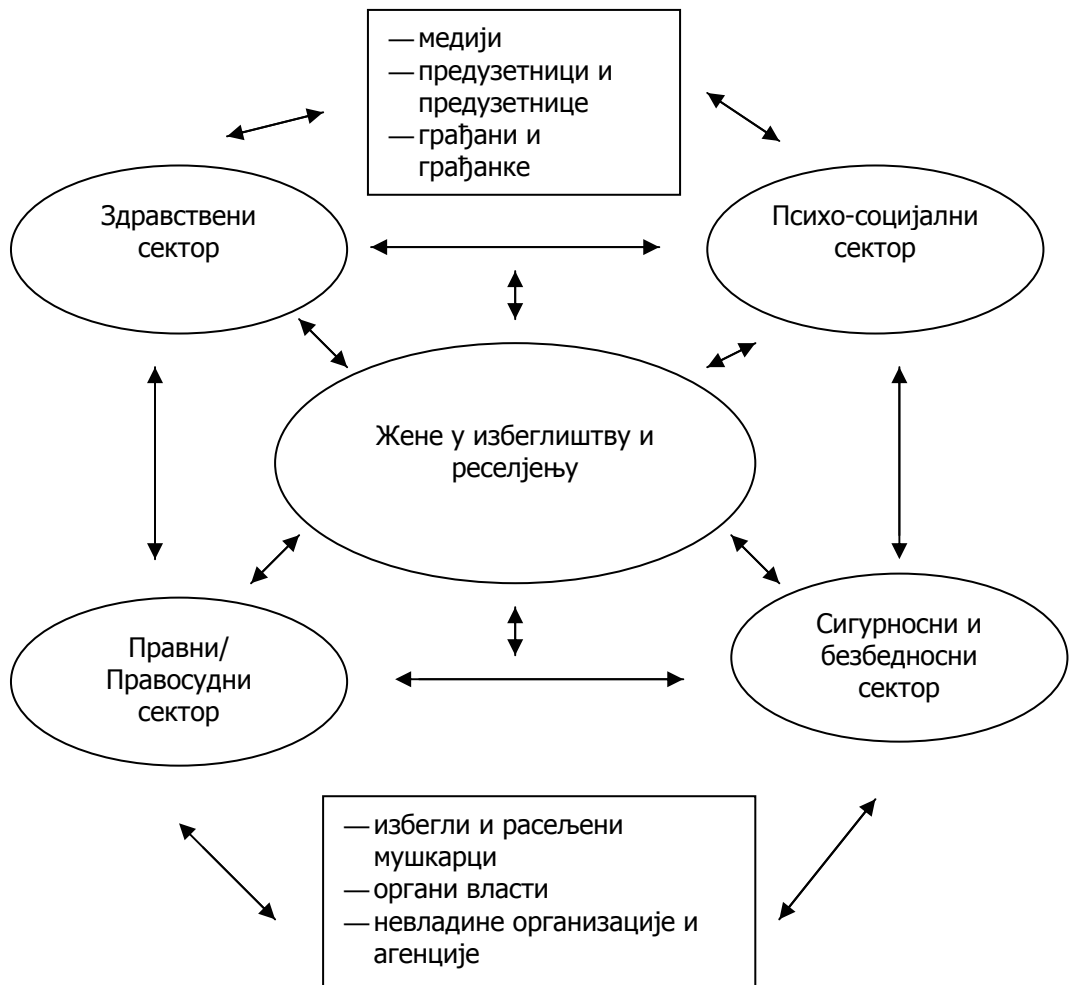 — медији
— предузетници и
предузетнице
— грађани и
грађанке
Здравствени
сектор
Психо-социјални
сектор
Жене у избеглиштву и
реселјењу
Правни/
Правосудни
сектор
Сигурносни и
безбедносни
сектор
— избегли и расељени
мушкарци
— органи власти
— невладине организације и
агенције